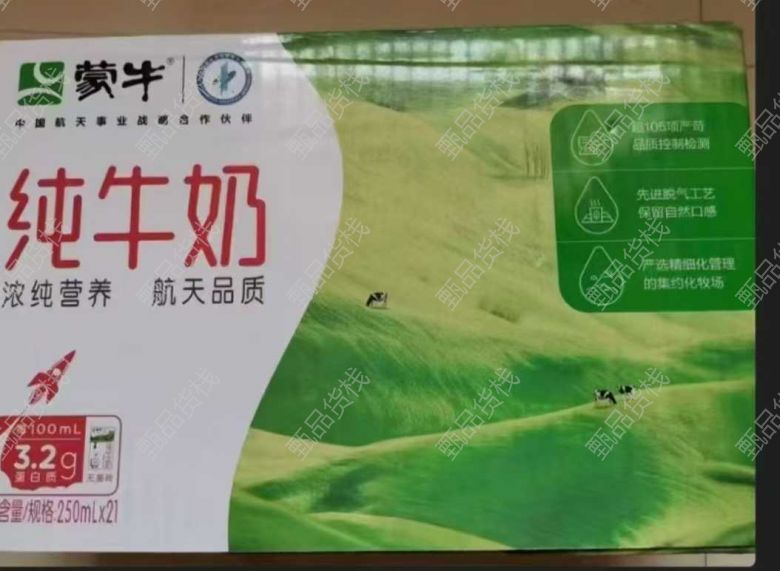 蒙牛®
中国航天事业战略合作伙伴
纯牛奶
浓纯营养 航天品质
超105项严苛
品质控制检测
先进脱气工艺
保留自然口感
严选精细化管理
的集约化牧场
每100mL
3.2g
蛋白质
含量/规格:250mLx21
甄品货栈